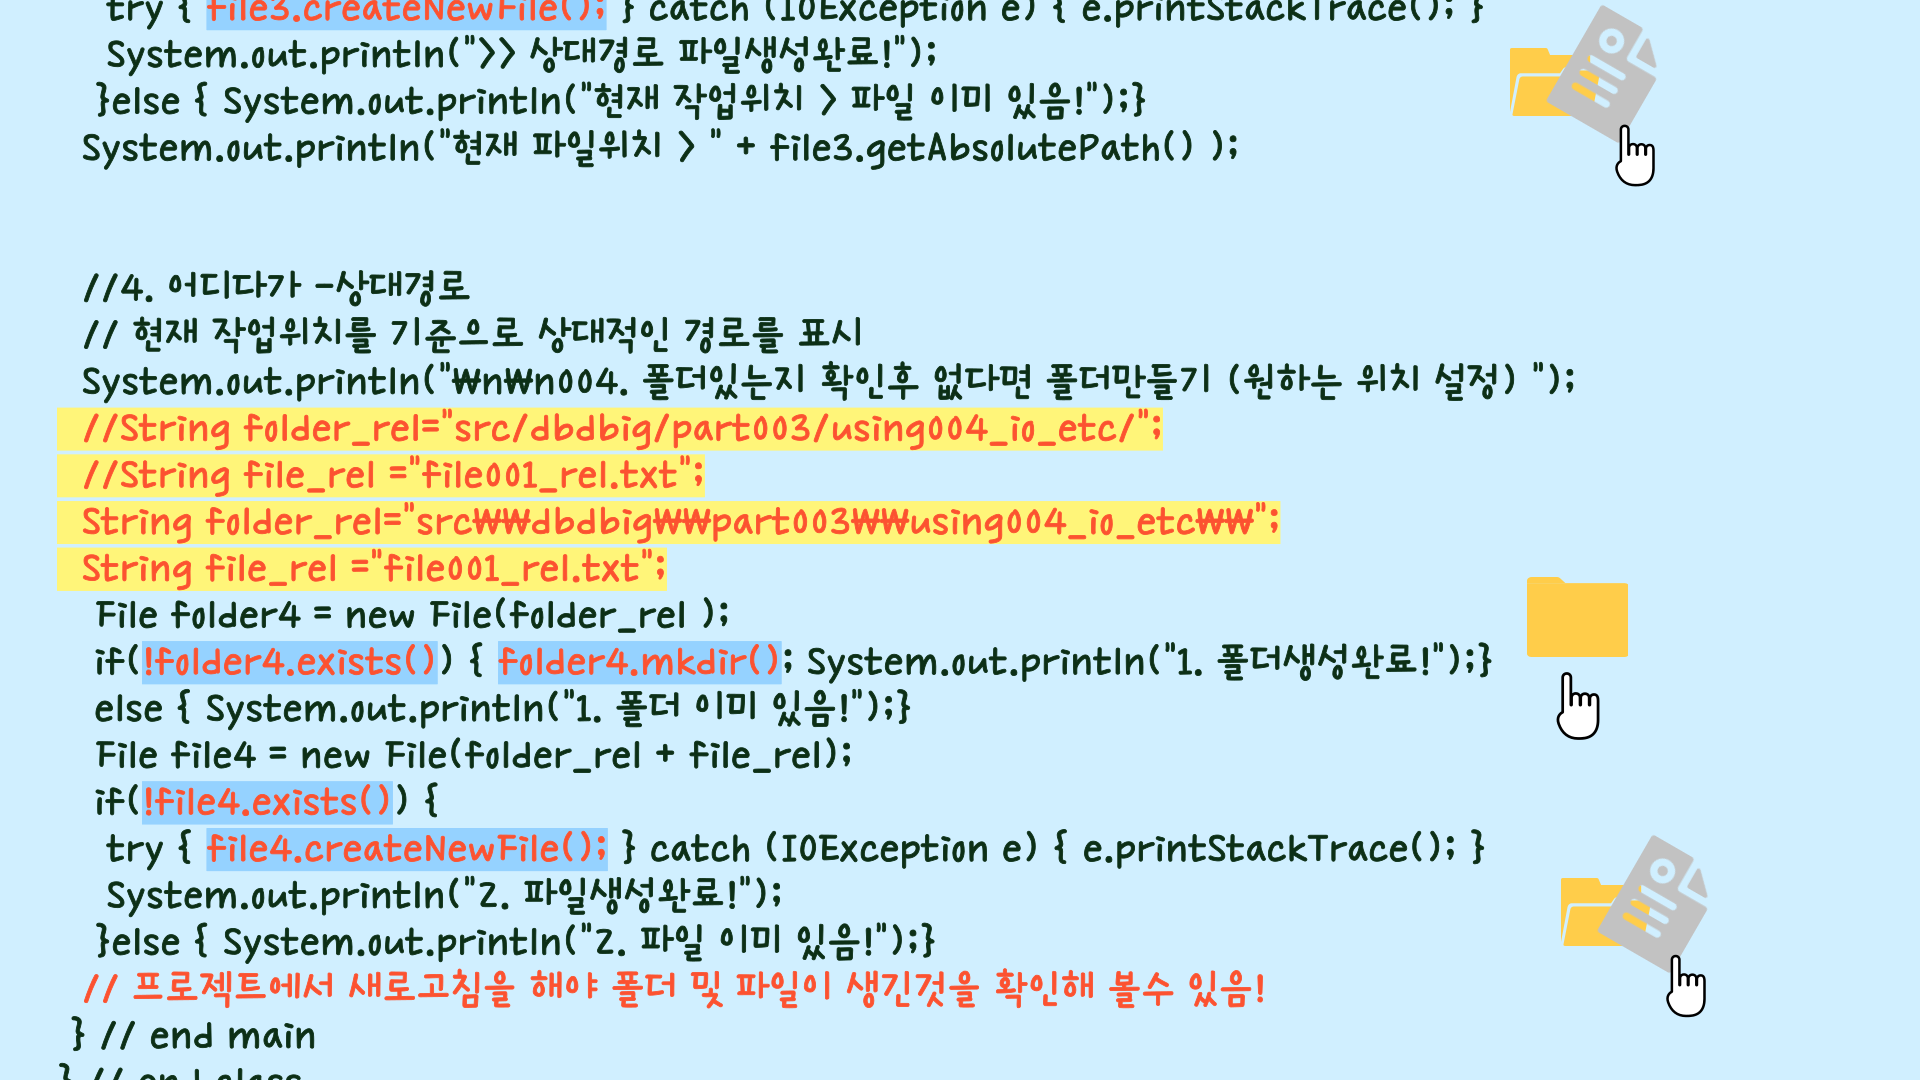 try { file3.createNewFile(); } catch (IOException e) { e.printStackTrace(); }
System.out.println(">> 상대경로 파일생성완료!");
}else { System.out.println("현재 작업위치 > 파일 이미 있음!");}
System.out.println("현재 파일위치 > " + file3.getAbsolutePath() );
//4. 어디다가 -상대경로
// 현재 작업위치를 기준으로 상대적인 경로를 표시
System.out.println("₩n₩n004. 폴더있는지 확인후 없다면 폴더만들기 (원하는 위치 설정) ");
//String folder_rel="src/dbdbig/part003/using004_io_etc/";
//String file_rel ="file001_rel.txt";
String folder_rel="src₩₩dbdbig₩₩part003₩₩using004_io_etc₩₩";
String file_rel ="file001_rel.txt";
File folder4 = new File(folder_rel );
if(!folder4.exists()) { folder4.mkdir(); System.out.println("1. 폴더생성완료!");}
else { System.out.println("1. 폴더 이미 있음!");}
File file4 = new File(folder_rel + file_rel);
if(!file4.exists()) {
try { file4.createNewFile(); } catch (IOException e) { e.printStackTrace(); }
System.out.println("2. 파일생성완료!");
}else { System.out.println("2. 파일 이미 있음!");}
// 프로젝트에서 새로고침을 해야 폴더 및 파일이 생긴것을 확인해 볼수 있음!
} // end main
} // end class